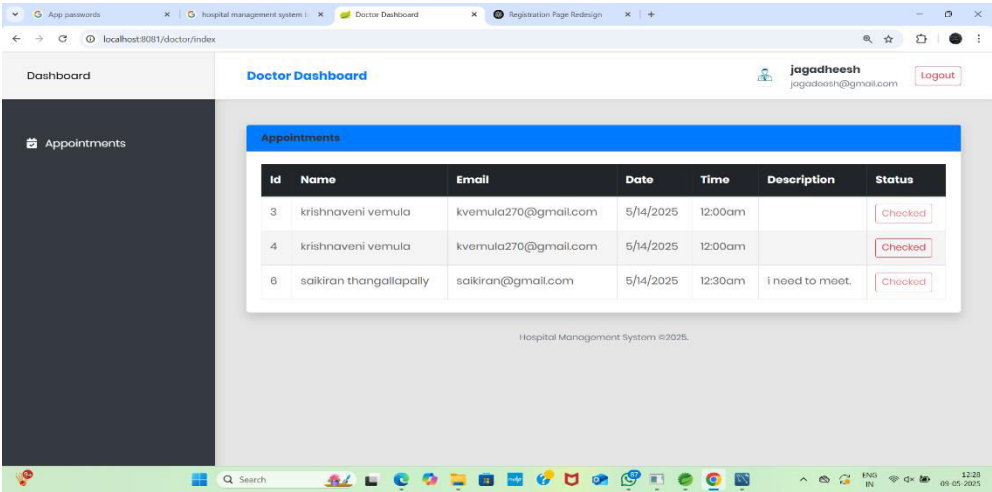 App passwords
hospital management system i
Doctor Dashboard
Registration Page Redesign
localhost:8081/doctor/index
Dashboard
Doctor Dashboard
jagadheesh
jagadeesh@gmail.com
Logout
Appointments
Appointments
Id Name Email Date Time Description Status
3 krishnaveni vemula kvemula270@gmail.com 5/14/2025 12:00am Checked
4 krishnaveni vemula kvemula270@gmail.com 5/14/2025 12:00am Checked
6 saikiran thangallapally saikiran@gmail.com 5/14/2025 12:30am i need to meet. Checked
Hospital Management System ©2025.
Search
87
ENG
IN
12:20
09-05-2025